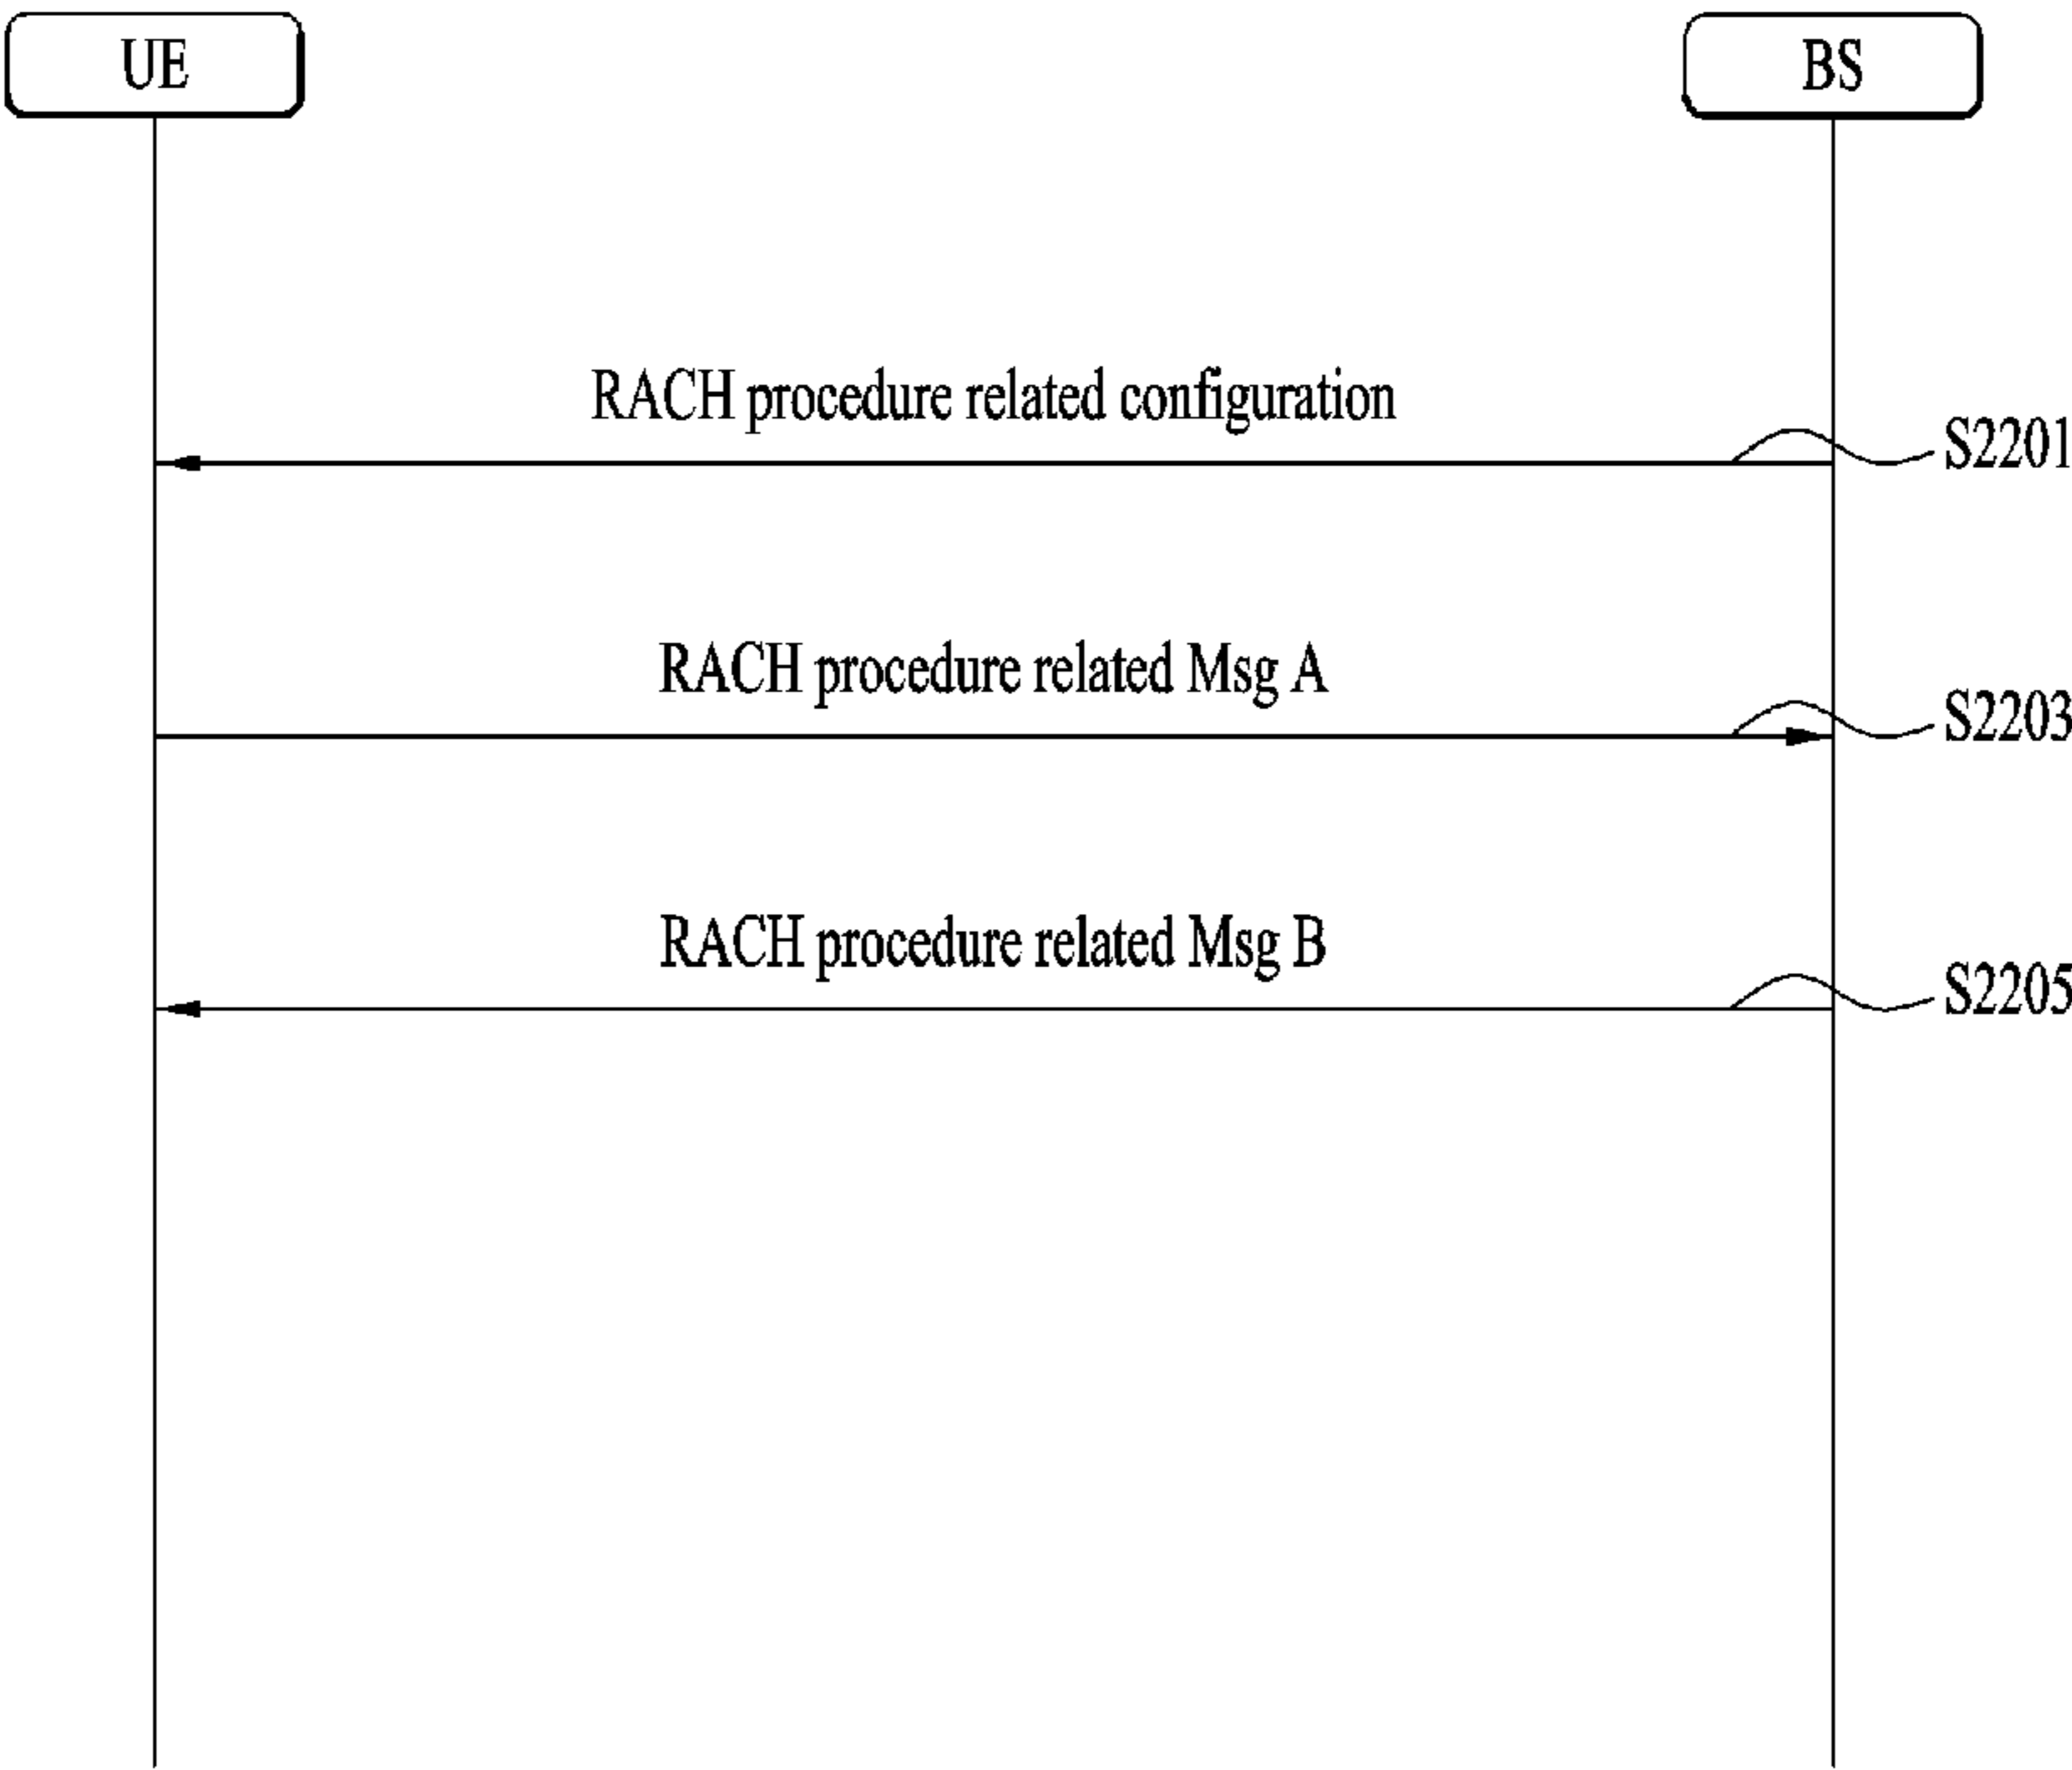 UE
BS
RACH procedure related configuration
S2201
RACH procedure related Msg A
S2203
RACH procedure related Msg B
S2205